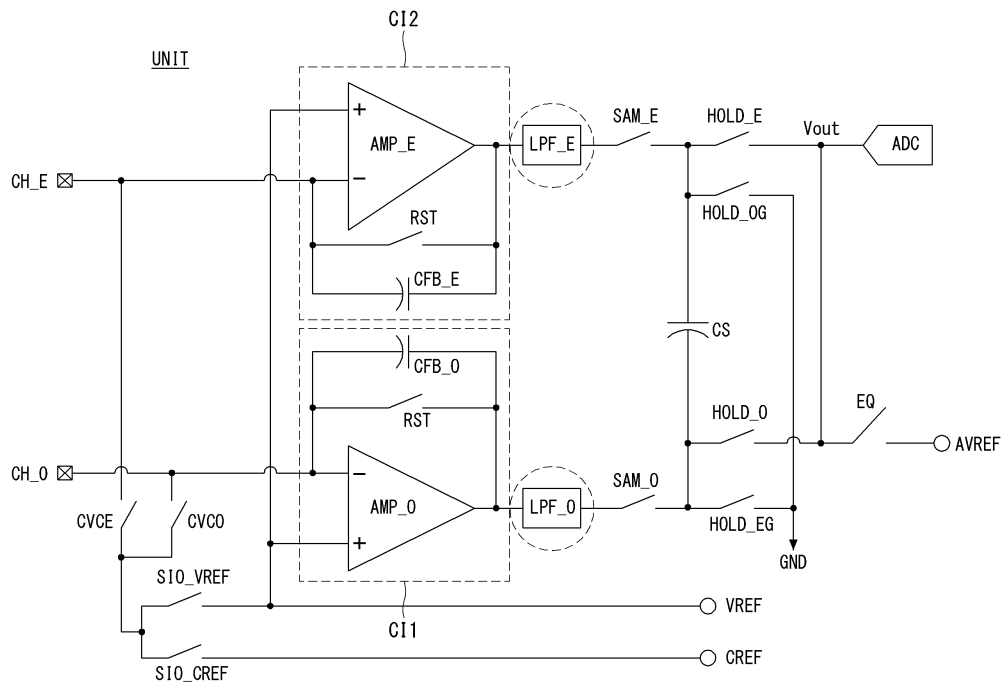 CI2
UNIT
SAM_E
HOLD_E
Vout
+
AMP_E
LPF_E
ADC
CH_E
−
HOLD_OG
RST
CFB_E
CS
CFB_O
HOLD_O
EQ
RST
AVREF
CH_O
−
SAM_O
AMP_O
LPF_O
CVCE
CVCO
HOLD_EG
+
GND
SIO_VREF
VREF
CI1
CREF
SIO_CREF